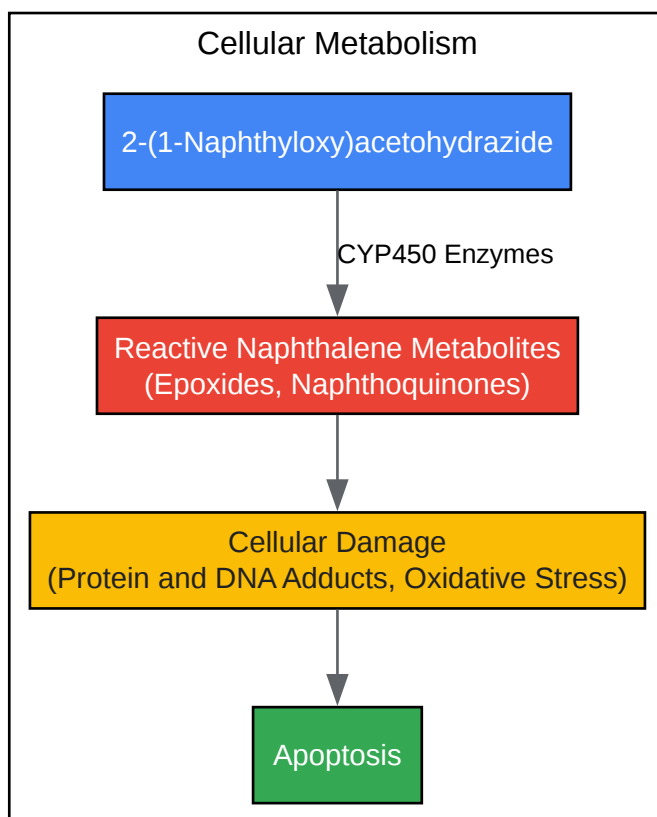 Cellular Metabolism
2-(1-Naphthyloxy)acetohydrazide
CYP450 Enzymes
Reactive Naphthalene Metabolites
(Epoxides, Naphthoquinones)
Cellular Damage
(Protein and DNA Adducts, Oxidative Stress)
Apoptosis